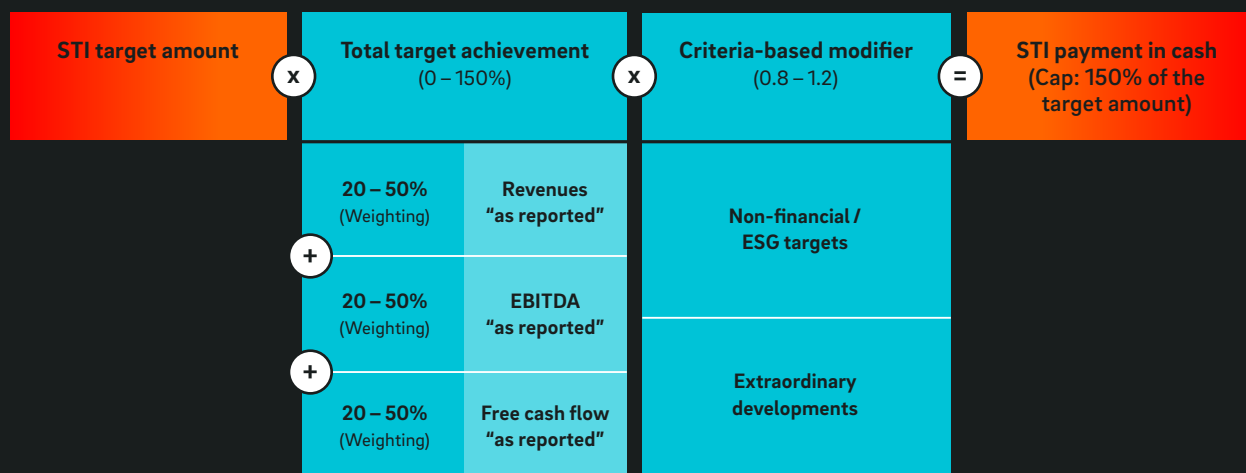 STI target amount
x
Total target achievement
(0 – 150%)
x
Criteria-based modifier
(0.8 – 1.2)
=
STI payment in cash
(Cap: 150% of the
target amount)
20 – 50%
(Weighting)
Revenues
“as reported”
+
20 – 50%
(Weighting)
EBITDA
“as reported”
+
20 – 50%
(Weighting)
Free cash flow
“as reported”
Non-financial /
ESG targets
Extraordinary
developments